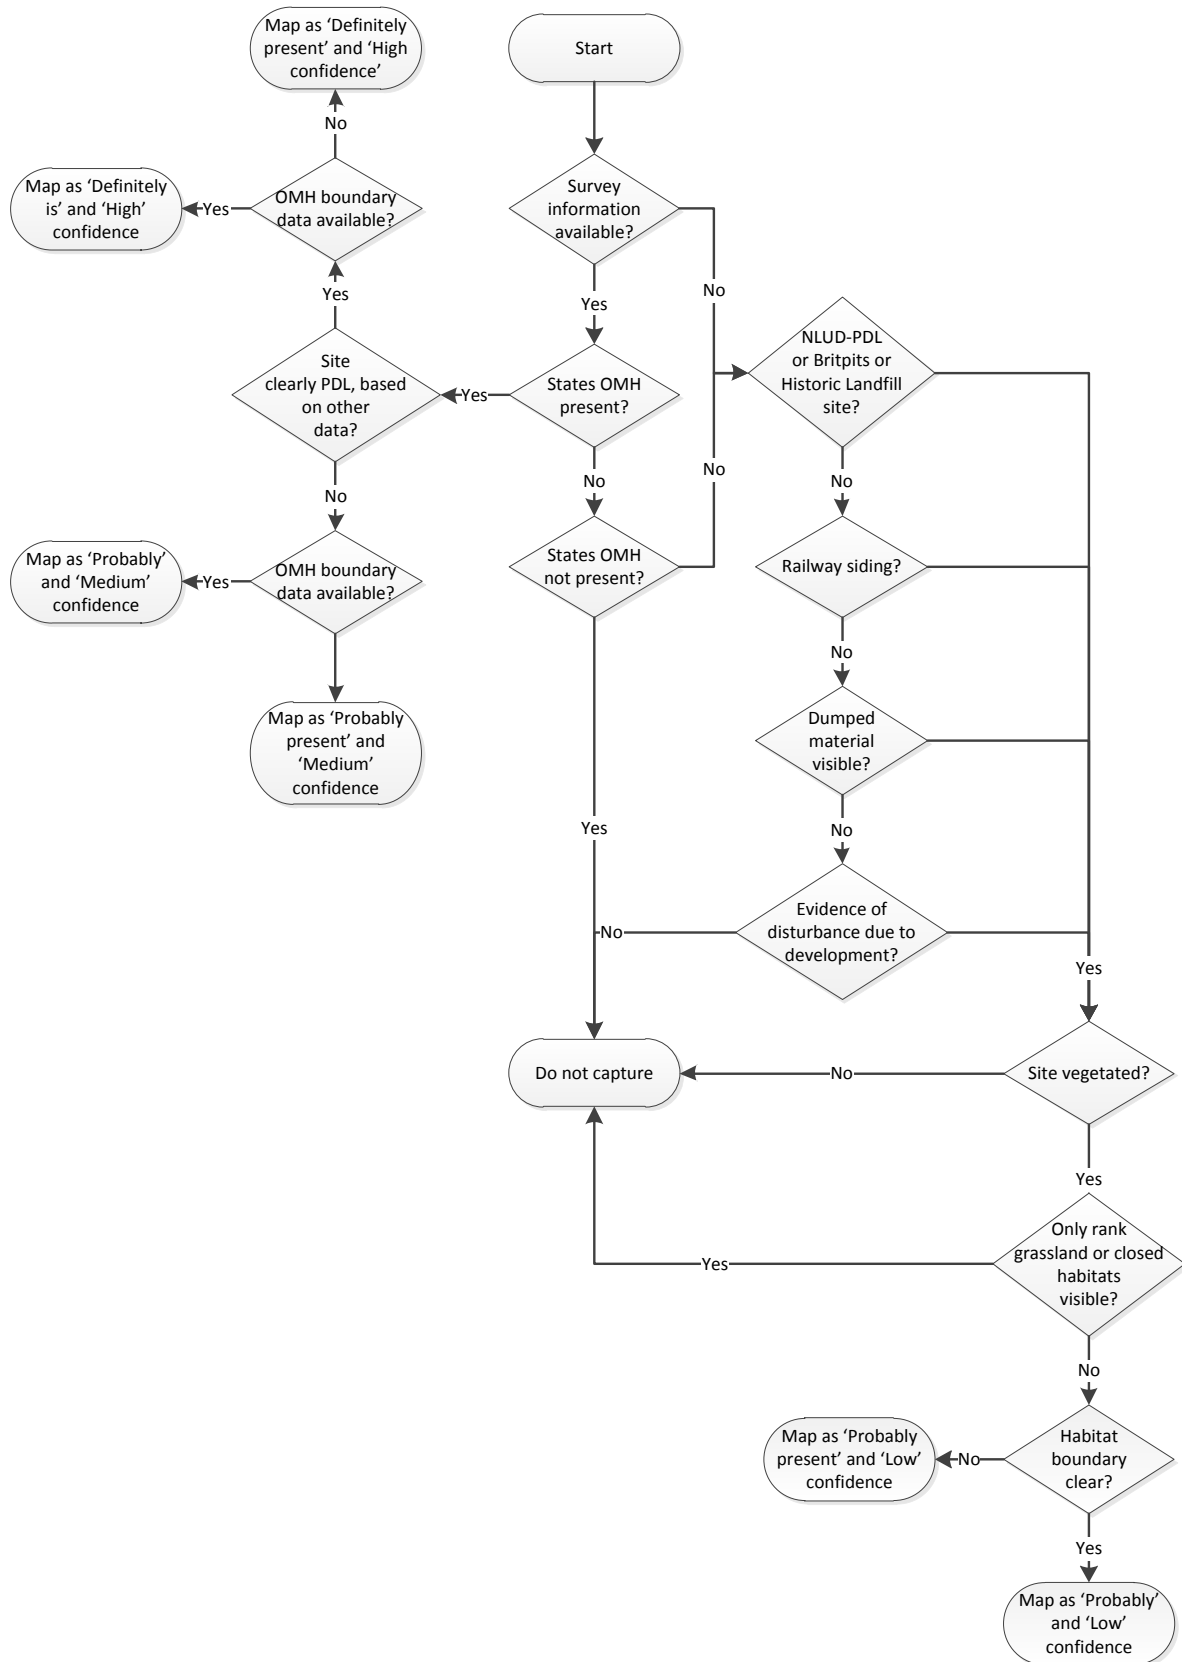 Map as ‘Definitely
present’ and ‘High
confidence’
Start
No
Map as ‘Definitely
is’ and ‘High’
confidence
Yes
OMH boundary
data available?
Survey
information
available?
Yes
Yes
No
Site
clearly PDL, based
on other
data?
Yes
States OMH
present?
NLUD-PDL
or Britpits or
Historic Landfill
site?
No
No
No
No
Map as ‘Probably’
and ‘Medium’
confidence
Yes
OMH boundary
data available?
States OMH
not present?
Railway siding?
No
Map as ‘Probably
present’ and
‘Medium’
confidence
Dumped
material
visible?
Yes
No
No
Evidence of
disturbance due to
development?
Yes
Do not capture
No
Site vegetated?
Yes
Yes
Only rank
grassland or closed
habitats
visible?
No
Map as ‘Probably
present’ and ‘Low’
confidence
No
Habitat
boundary
clear?
Yes
Map as ‘Probably’
and ‘Low’
confidence